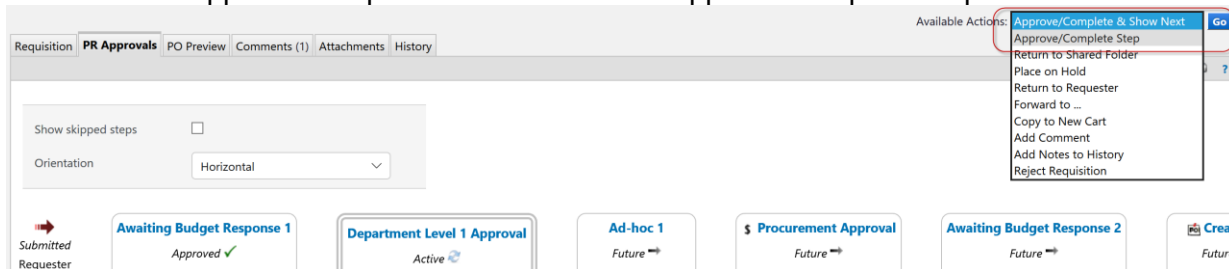 Available Actions: Approve/Complete & Show Next Go
Approve/Complete Step
Return to Shared Folder
Place on Hold
Return to Requester
Forward to ...
Copy to New Cart
Add Comment
Add Notes to History
Reject Requisition
Requisition PR Approvals PO Preview Comments (1) Attachments History
?
Show skipped steps
Orientation Horizontal
Submitted
Requester
Awaiting Budget Response 1
Approved ✓
Department Level 1 Approval
Active
Ad-hoc 1
Future
$ Procurement Approval
Future
Awaiting Budget Response 2
Future